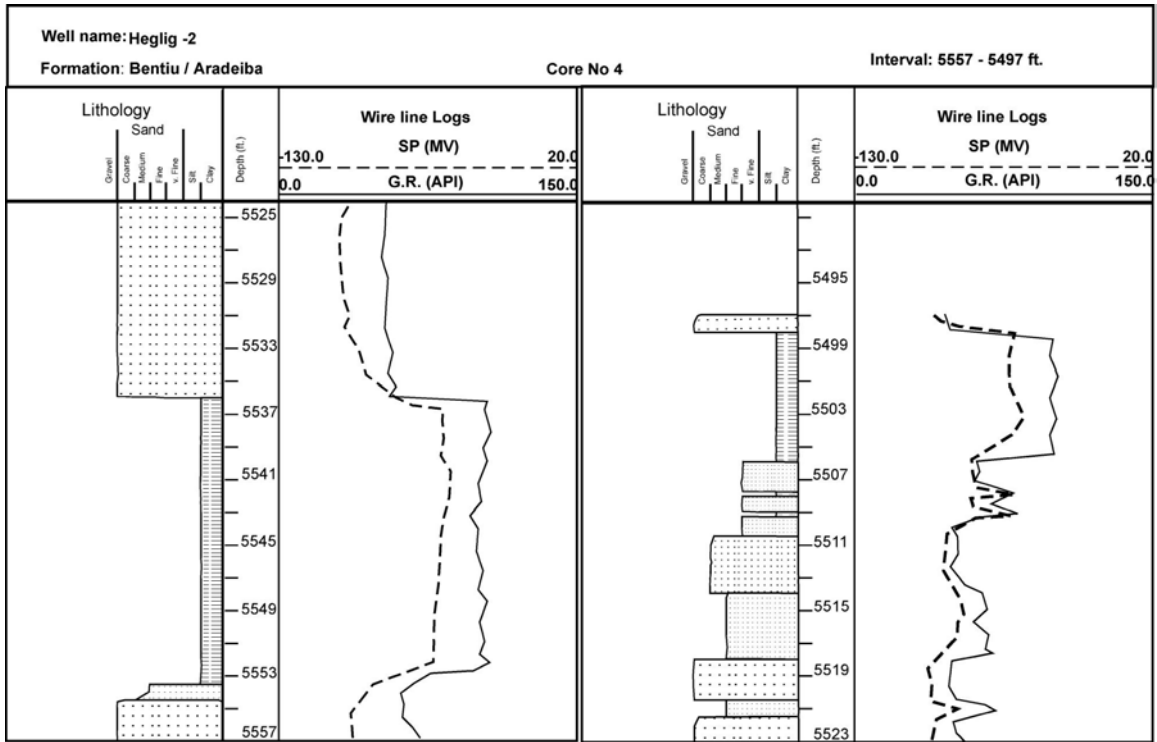 Well name: Heglig -2
Formation: Bentiu / Aradeiba
Core No 4
Interval: 5557 - 5497 ft.
Lithology
Sand
Gravel
Coarse
Medium
Fine
v. Fine
Silt
Clay
Depth (ft.)
Wire line Logs
SP (MV)
-130.0 20.0
G.R. (API)
0.0 150.0
5525
5529
5533
5537
5541
5545
5549
5553
5557
Lithology
Sand
Gravel
Coarse
Medium
Fine
v. Fine
Silt
Clay
Depth (ft.)
Wire line Logs
SP (MV)
-130.0 20.0
G.R. (API)
0.0 150.0
5495
5499
5503
5507
5511
5515
5519
5523